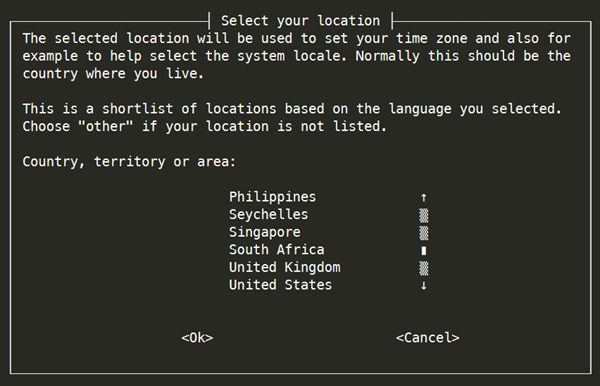 Select your location
The selected location will be used to set your time zone and also for
example to help select the system locale. Normally this should be the
country where you live.
This is a shortlist of locations based on the language you selected.
Choose "other" if your location is not listed.
Country, territory or area:
Philippines ↑
Seychelles
Singapore
South Africa
United Kingdom
United States ↓
<Ok> <Cancel>